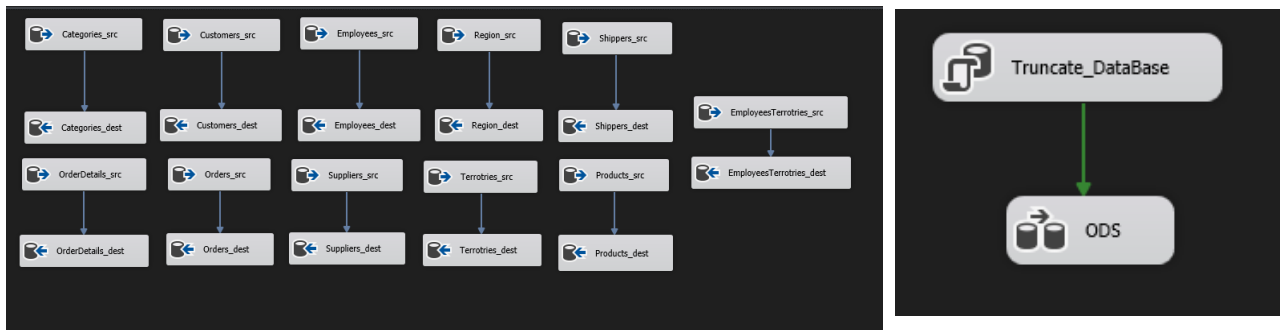 Categories_src
Customers_src
Employees_src
Region_src
Shippers_src
Categories_dest
Customers_dest
Employees_dest
Region_dest
Shippers_dest
EmployeesTerrotries_src
EmployeesTerrotries_dest
OrderDetails_src
Orders_src
Suppliers_src
Terrotries_src
Products_src
OrderDetails_dest
Orders_dest
Suppliers_dest
Terrotries_dest
Products_dest
Truncate_DataBase
ODS